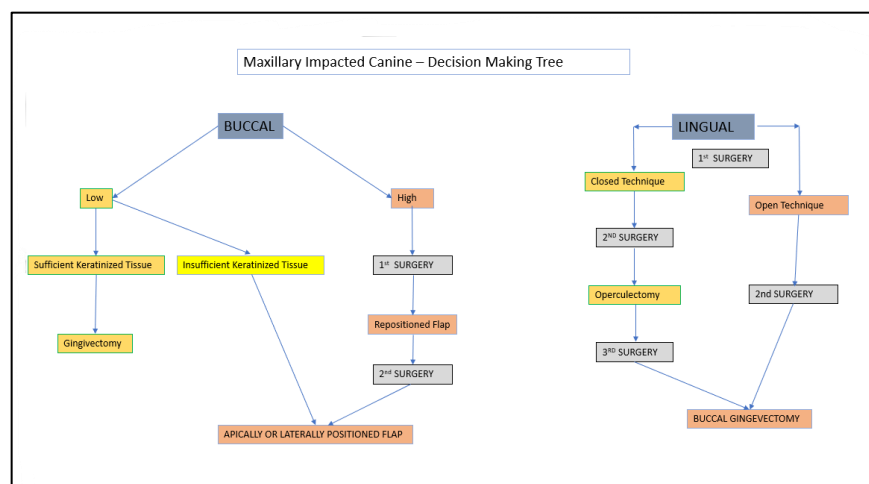 Maxillary Impacted Canine – Decision Making Tree
BUCCAL
Low
High
Sufficient Keratinized Tissue
Insufficient Keratinized Tissue
1st SURGERY
Gingivectomy
Repositioned Flap
2nd SURGERY
APICALLY OR LATERALLY POSITIONED FLAP
LINGUAL
1st SURGERY
Closed Technique
Open Technique
2ND SURGERY
Operculectomy
2nd SURGERY
3RD SURGERY
BUCCAL GINGEVECTOMY